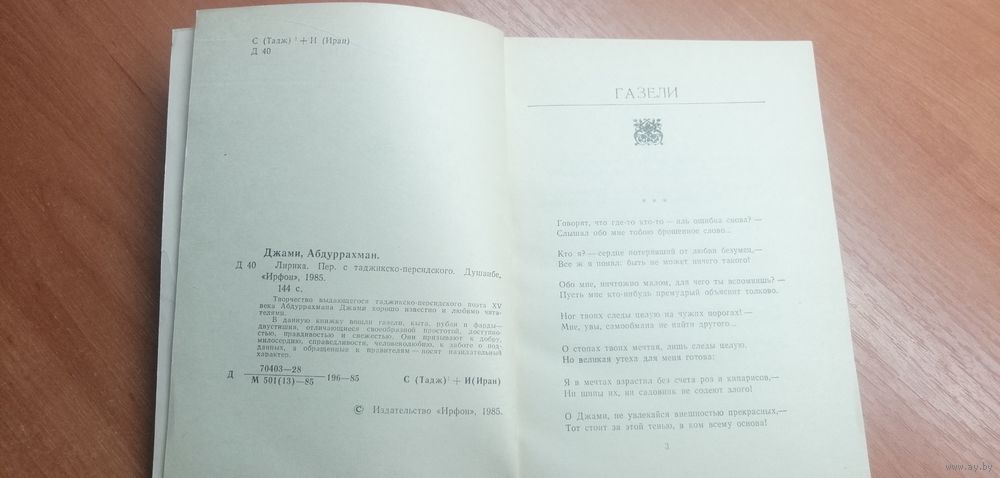 С (Тадж) ¹ + И (Иран)
Д 40
Джами, Абдуррахман.
Д 40 Лирика. Пер. с таджикско-персидского. Душанбе,
«Ирфон», 1985.
144 с.
Творчество выдающегося таджикско-персидского поэта XV
века Абдуррахмана Джами хорошо известно и любимо чита-
телями.
В данную книжку вошли газели, кыта, рубаи и фарды—
двустишия, отличающиеся своеобразной простотой, доступно-
стью, правдивостью и свежестью. Они призывают к добру,
милосердию, справедливости, человеколюбию, к заботе о под-
данных, а обращенные к правителям — носят назидательный
характер.
Д 70403—28
М 501(13)—85 196—85 С (Тадж) ¹ + И(Иран)
© Издательство «Ирфон», 1985.
ГАЗЕЛИ
* * *
Говорят, что где-то кто-то — иль ошибка снова? —
Слышал обо мне тобою брошенное слово...
Кто я? — сердце потерявший от любви безумец,—
Все ж я понял: быть не может ничего такого!
Обо мне, ничтожно малом, для чего ты вспомнишь? —
Пусть мне кто-нибудь премудрый объяснит толково.
Ног твоих следы целую на чужих порогах! —
Мне, увы, самообмана не найти другого...
О стопах твоих мечтая, лишь следы целую,
Но великая утеха для меня готова:
Я в мечтах взрастил без счета роз и кипарисов,—
Ни шипы их, ни садовник не содеют злого!
О Джами, не увлекайся внешностью прекрасных,—
Тот стоит за этой тенью, в ком всему основа!
3
www.ay.by